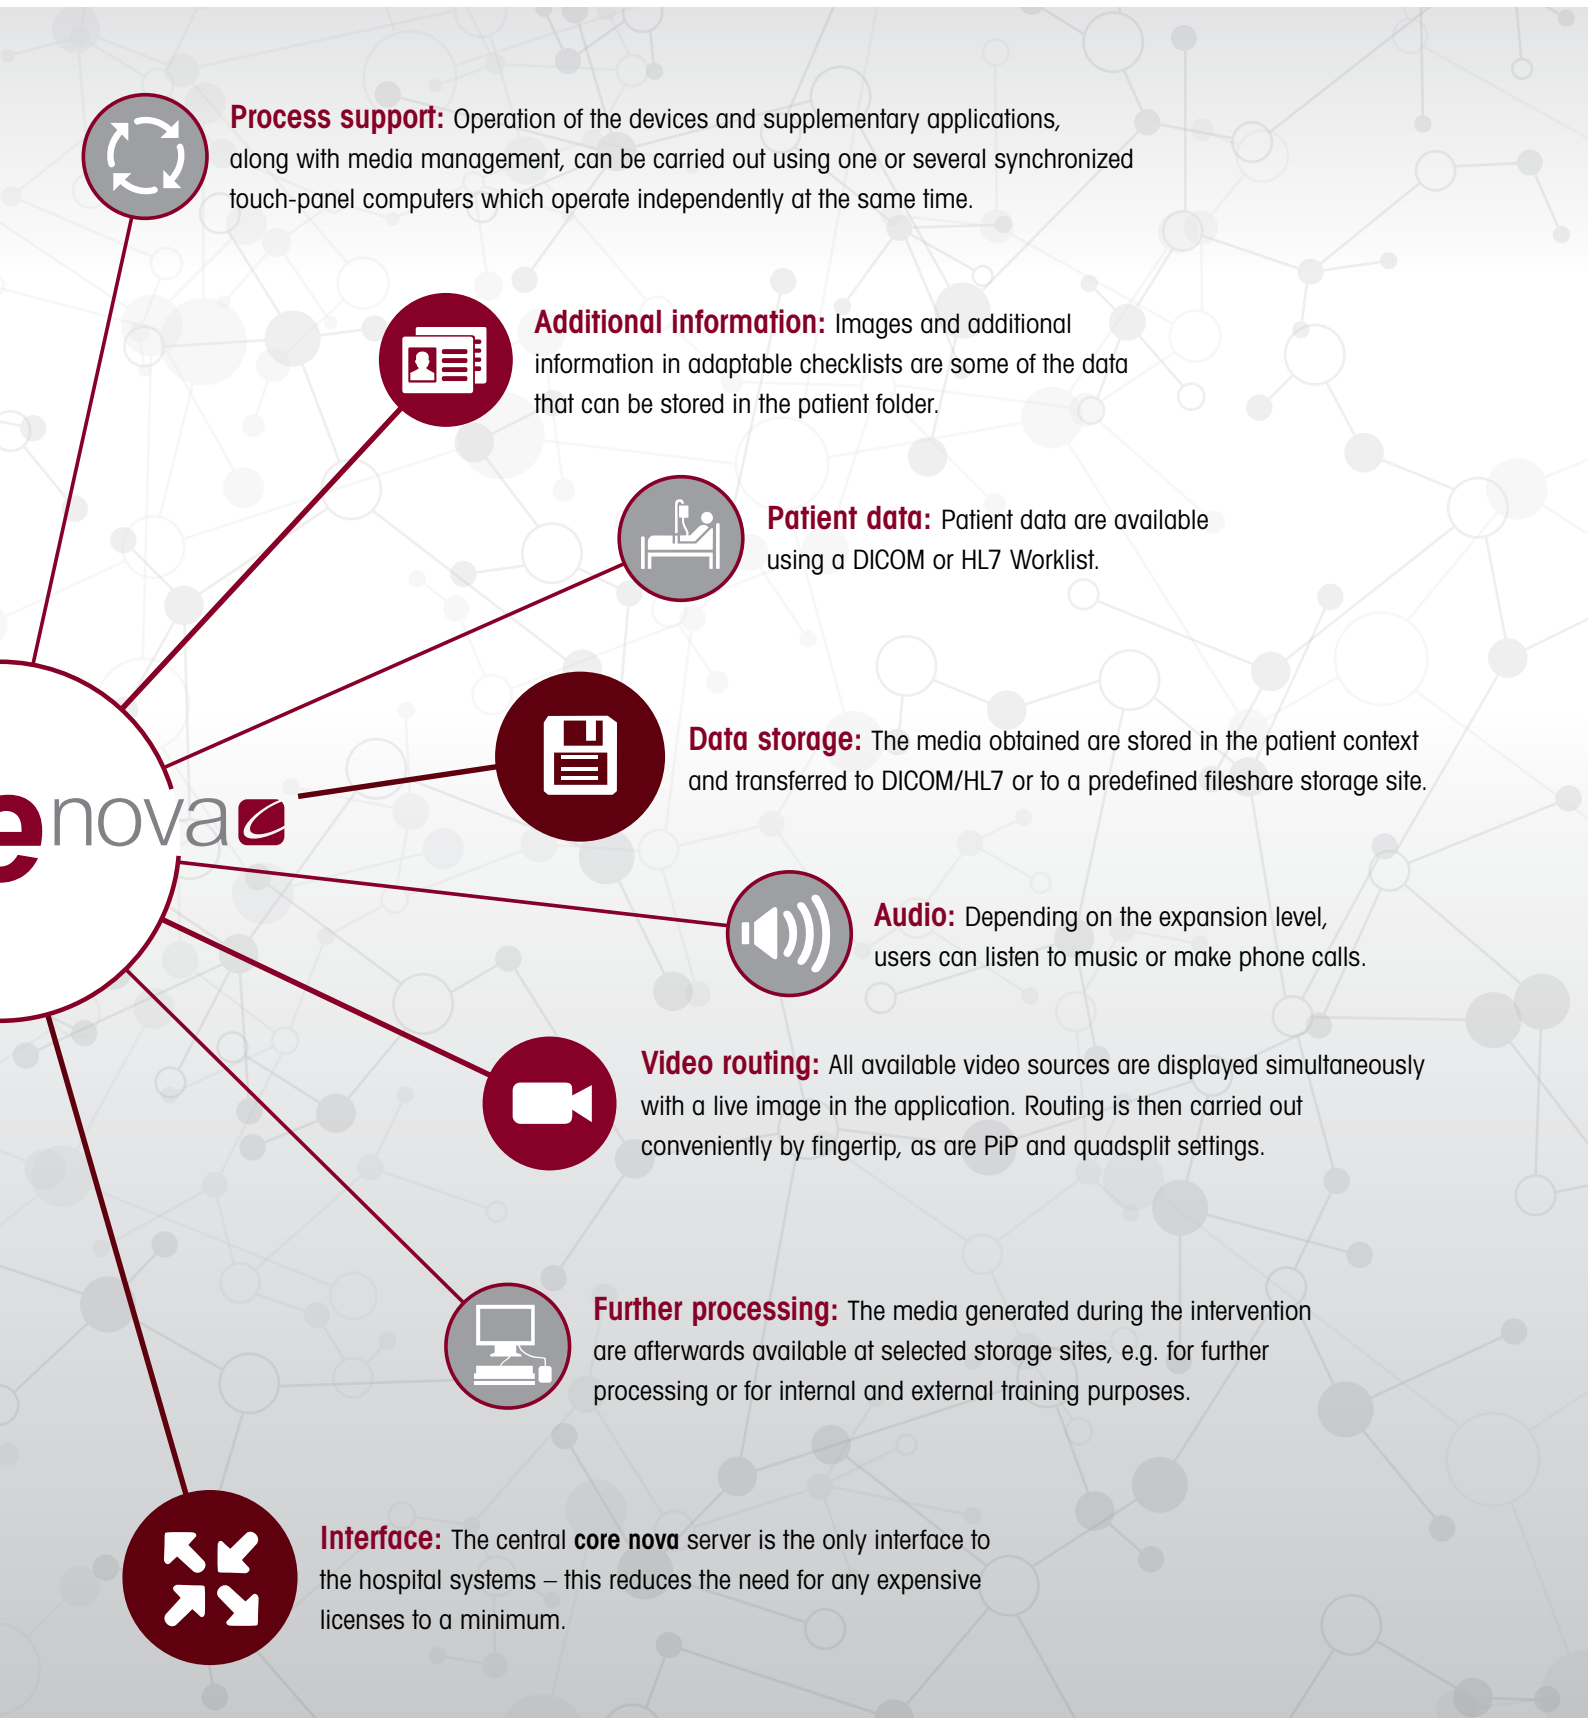 Process support: Operation of the devices and supplementary applications,
along with media management, can be carried out using one or several synchronized
touch-panel computers which operate independently at the same time.
Additional information: Images and additional
information in adaptable checklists are some of the data
that can be stored in the patient folder.
Patient data: Patient data are available
using a DICOM or HL7 Worklist.
Data storage: The media obtained are stored in the patient context
and transferred to DICOM/HL7 or to a predefined fileshare storage site.
enova
Audio: Depending on the expansion level,
users can listen to music or make phone calls.
Video routing: All available video sources are displayed simultaneously
with a live image in the application. Routing is then carried out
conveniently by fingertip, as are PiP and quadsplit settings.
Further processing: The media generated during the intervention
are afterwards available at selected storage sites, e.g. for further
processing or for internal and external training purposes.
Interface: The central core nova server is the only interface to
the hospital systems – this reduces the need for any expensive
licenses to a minimum.